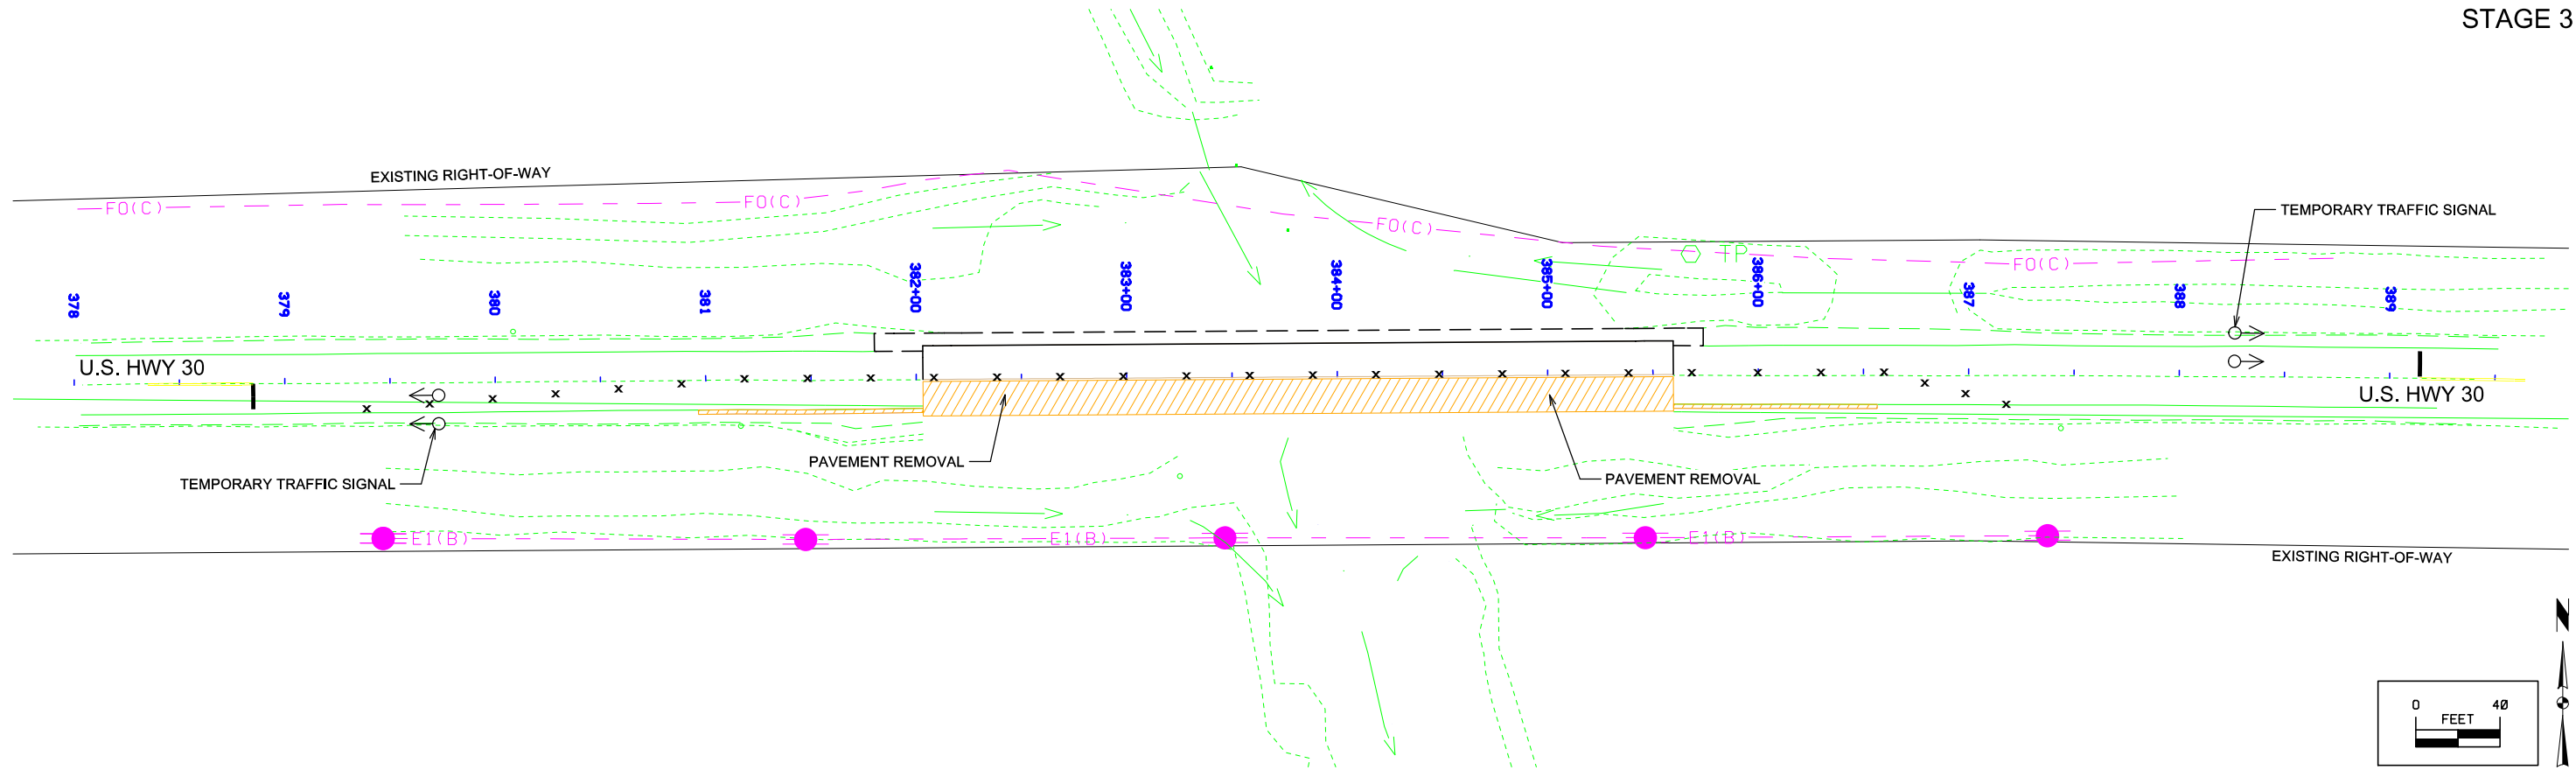 STAGE 3
EXISTING RIGHT-OF-WAY
FO(C)
FO(C)
FO(C)
FO(C)
TEMPORARY TRAFFIC SIGNAL
TP
378
379
380
381
382+00
383+00
384+00
385+00
386+00
387
388
389
U.S. HWY 30
U.S. HWY 30
PAVEMENT REMOVAL
PAVEMENT REMOVAL
TEMPORARY TRAFFIC SIGNAL
E1(B)
E1(B)
E1(B)
EXISTING RIGHT-OF-WAY
N
0 40
FEET